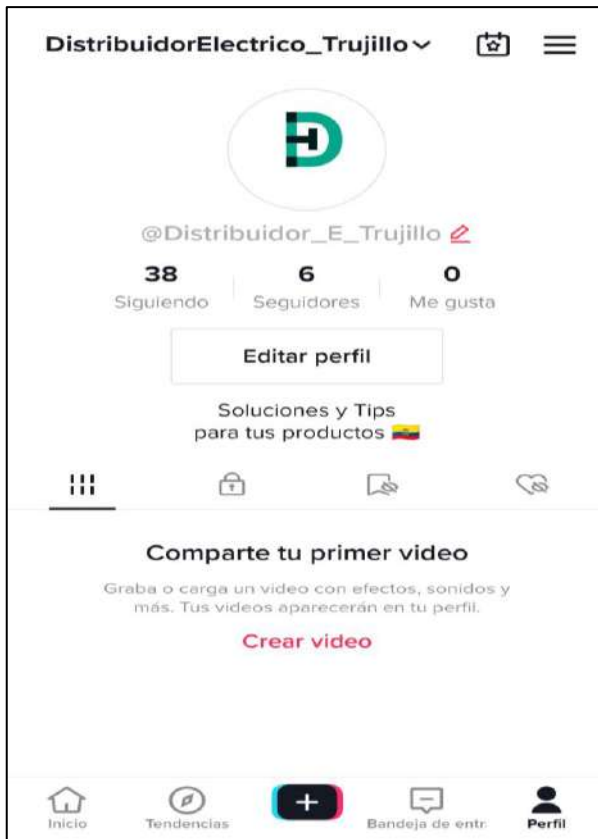 DistribuidorElectrico_Trujillo
@Distribuidor_E_Trujillo
38 6 0
Siguiendo Seguidores Me gusta
Editar perfil
Soluciones y Tips
para tus productos 🇪🇨
Comparte tu primer video
Graba o carga un video con efectos, sonidos y
más. Tus videos aparecerán en tu perfil.
Crear video
Inicio Tendencias Bandeja de entr. Perfil